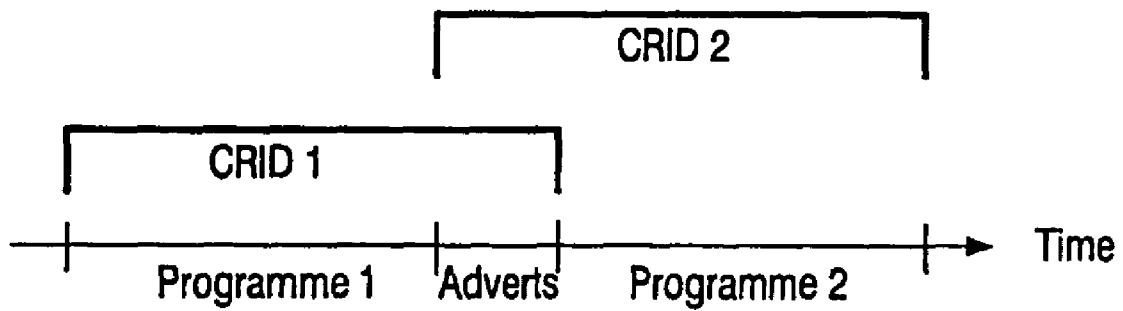 CRID 2
CRID 1
Time
Programme 1 Adverts Programme 2